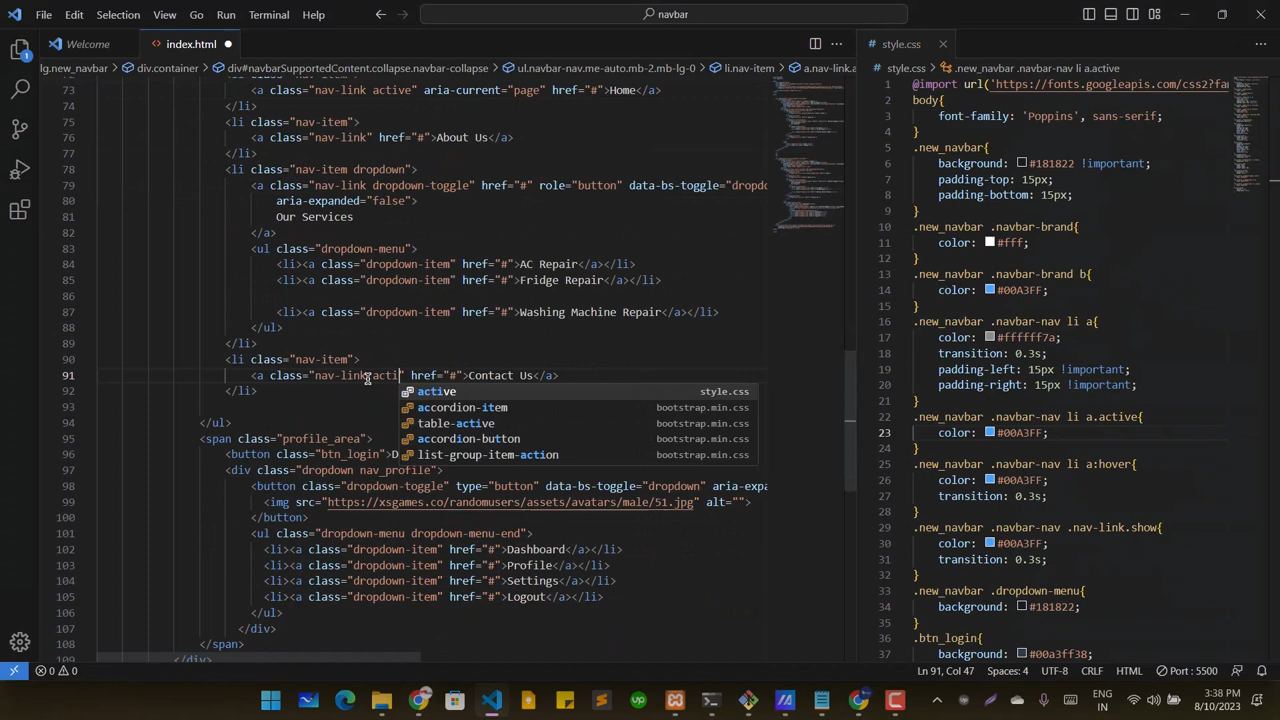 File Edit Selection View Go Run Terminal Help
navbar
Welcome
index.html
style.css
lg.new_navbar > div.container > div#navbarSupportedContent.collapse.navbar-collapse > ul.navbar-nav.me-auto.mb-2.mb-lg-0 > li.nav-item > a.nav-link.a
style.css > .new_navbar .navbar-nav li a.active
73 <a class="nav-link active" aria-current="page" href="#">Home</a>
74 </li>
75 <li class="nav-item">
76 <a class="nav-link" href="#">About Us</a>
77 </li>
78 <li class="nav-item dropdown">
79 <a class="nav-link dropdown-toggle" href="#" role="button" data-bs-toggle="dropdo
80 aria-expanded="false">
81 Our Services
82 </a>
83 <ul class="dropdown-menu">
84 <li><a class="dropdown-item" href="#">AC Repair</a></li>
85 <li><a class="dropdown-item" href="#">Fridge Repair</a></li>
86
87 <li><a class="dropdown-item" href="#">Washing Machine Repair</a></li>
88 </ul>
89 </li>
90 <li class="nav-item">
91 <a class="nav-link acti" href="#">Contact Us</a>
92 </li>
active style.css
accordion-item bootstrap.min.css
table-active bootstrap.min.css
accordion-button bootstrap.min.css
list-group-item-action bootstrap.min.css
93
94 </ul>
95 <span class="profile_area">
96 <button class="btn_login">D
97 <div class="dropdown nav_profile">
98 <button class="dropdown-toggle" type="button" data-bs-toggle="dropdown" aria-expa
99 <img src="https://xsgames.co/randomusers/assets/avatars/male/51.jpg" alt="">
100 </button>
101 <ul class="dropdown-menu dropdown-menu-end">
102 <li><a class="dropdown-item" href="#">Dashboard</a></li>
103 <li><a class="dropdown-item" href="#">Profile</a></li>
104 <li><a class="dropdown-item" href="#">Settings</a></li>
105 <li><a class="dropdown-item" href="#">Logout</a></li>
106 </ul>
107 </div>
108 </span>
109 </div>
1 @import url('https://fonts.googleapis.com/css2?fa
2 body{
3 font-family: 'Poppins', sans-serif;
4 }
5 .new_navbar{
6 background: #181822 !important;
7 padding-top: 15px;
8 padding-bottom: 15px;
9 }
10 .new_navbar .navbar-brand{
11 color: #fff;
12 }
13 .new_navbar .navbar-brand b{
14 color: #00A3FF;
15 }
16 .new_navbar .navbar-nav li a{
17 color: #ffffff7a;
18 transition: 0.3s;
19 padding-left: 15px !important;
20 padding-right: 15px !important;
21 }
22 .new_navbar .navbar-nav li a.active{
23 color: #00A3FF;
24 }
25 .new_navbar .navbar-nav li a:hover{
26 color: #00A3FF;
27 transition: 0.3s;
28 }
29 .new_navbar .navbar-nav .nav-link.show{
30 color: #00A3FF;
31 transition: 0.3s;
32 }
33 .new_navbar .dropdown-menu{
34 background: #181822;
35 }
36 .btn_login{
37 background: #00a3ff38;
0 0 Ln 91, Col 47 Spaces: 4 UTF-8 CRLF HTML Port : 5500
ENG IN 3:38 PM 8/10/2023